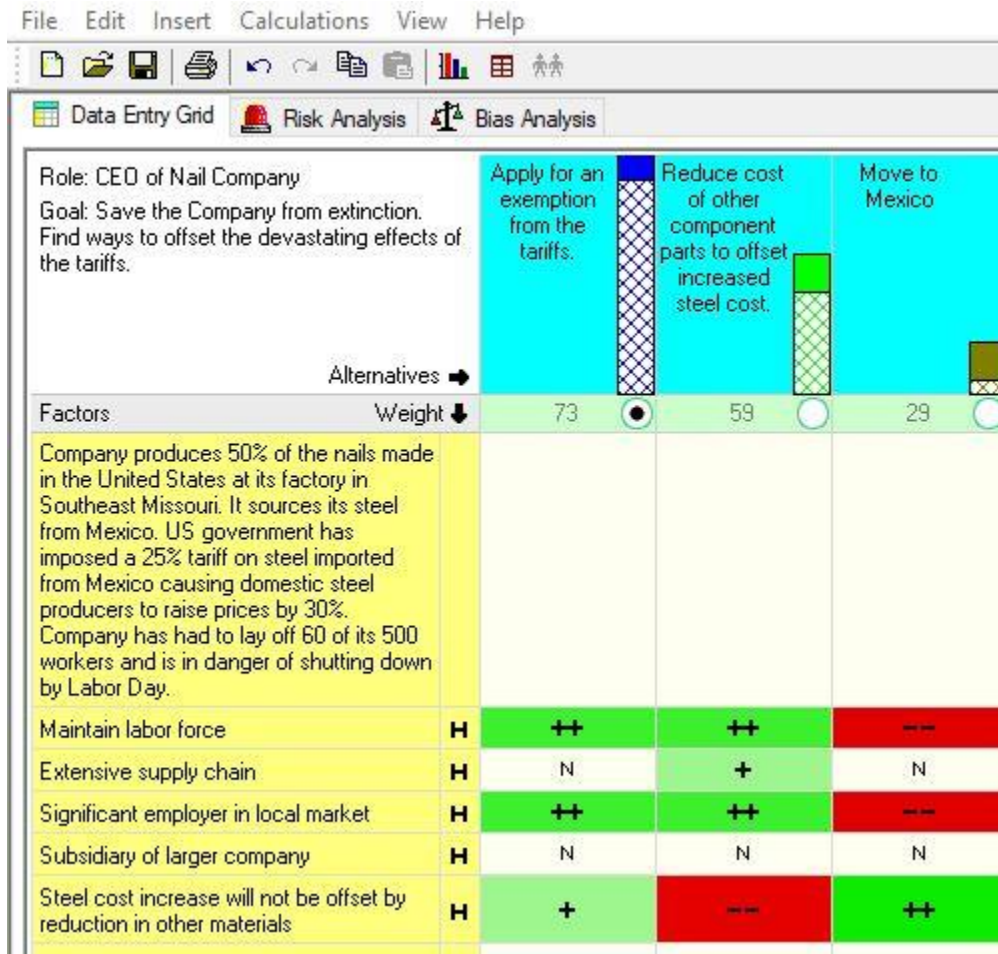 File Edit Insert Calculations View Help
Data Entry Grid Risk Analysis Bias Analysis
Role: CEO of Nail Company
Goal: Save the Company from extinction.
Find ways to offset the devastating effects of
the tariffs.
Alternatives
Apply for an
exemption
from the
tariffs.
Reduce cost
of other
component
parts to offset
increased
steel cost.
Move to
Mexico
Factors Weight 73 59 29
Company produces 50% of the nails made
in the United States at its factory in
Southeast Missouri. It sources its steel
from Mexico. US government has
imposed a 25% tariff on steel imported
from Mexico causing domestic steel
producers to raise prices by 30%.
Company has had to lay off 60 of its 500
workers and is in danger of shutting down
by Labor Day.
Maintain labor force H ++ ++ --
Extensive supply chain H N + N
Significant employer in local market H ++ ++ --
Subsidiary of larger company H N N N
Steel cost increase will not be offset by
reduction in other materials H + -- ++